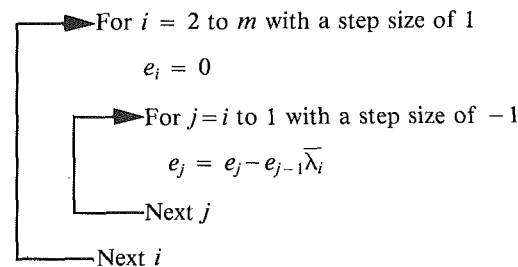 For i = 2 to m with a step size of 1
e_i = 0
For j=i to 1 with a step size of −1
e_j = e_j−e_{j−1}λ̅_i
Next j
Next i